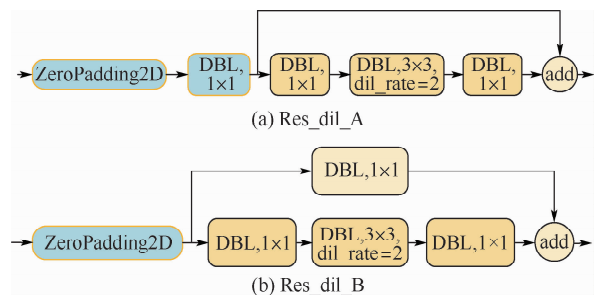 ZeroPadding2D
DBL,
1×1
DBL,
1×1
DBL,3×3,
dil_rate=2
DBL,
1×1
add
(a) Res_dil_A
DBL,1×1
ZeroPadding2D
DBL,1×1
DBL,3×3,
dil_rate=2
DBL,1×1
add
(b) Res_dil_B